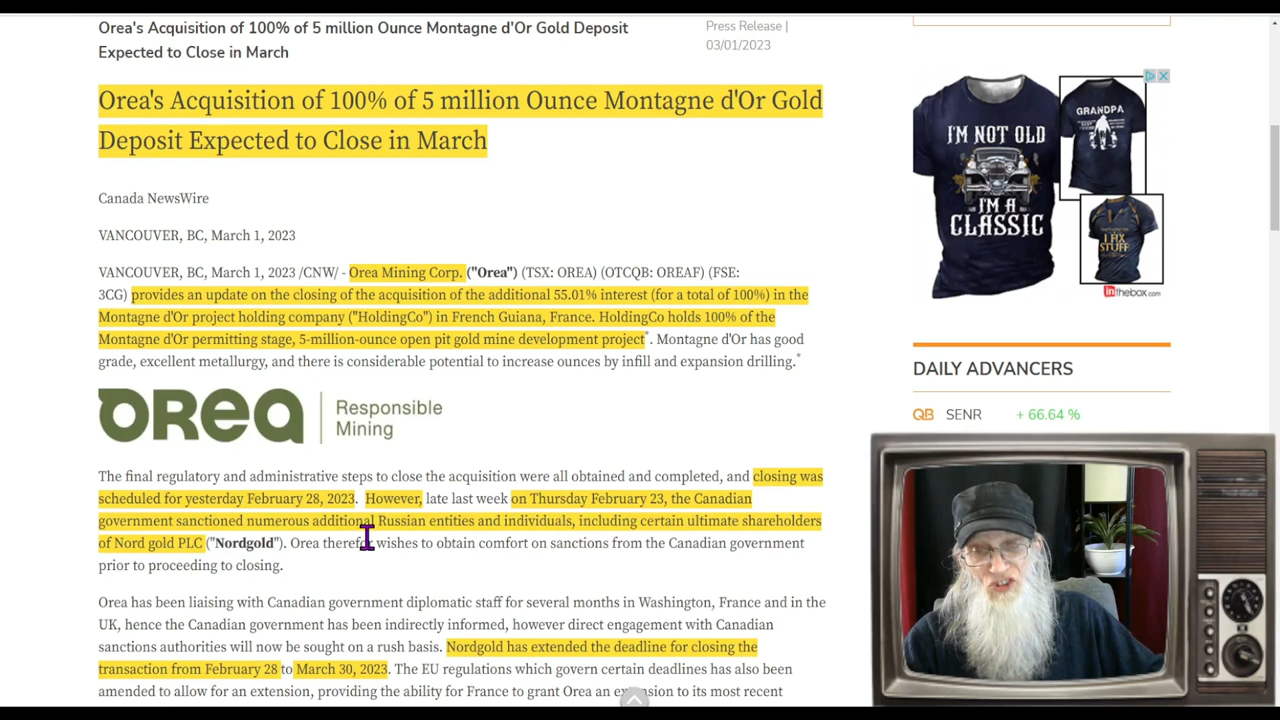 Orea's Acquisition of 100% of 5 million Ounce Montagne d'Or Gold Deposit
Expected to Close in March
Press Release |
03/01/2023
Orea's Acquisition of 100% of 5 million Ounce Montagne d'Or Gold
Deposit Expected to Close in March
Canada NewsWire
VANCOUVER, BC, March 1, 2023
VANCOUVER, BC, March 1, 2023 /CNW/ - Orea Mining Corp. ("Orea") (TSX: OREA) (OTCQB: OREAF) (FSE:
3CG) provides an update on the closing of the acquisition of the additional 55.01% interest (for a total of 100%) in the
Montagne d'Or project holding company ("HoldingCo") in French Guiana, France. HoldingCo holds 100% of the
Montagne d'Or permitting stage, 5-million-ounce open pit gold mine development project*. Montagne d'Or has good
grade, excellent metallurgy, and there is considerable potential to increase ounces by infill and expansion drilling.*
OREA
Responsible
Mining
The final regulatory and administrative steps to close the acquisition were all obtained and completed, and closing was
scheduled for yesterday February 28, 2023. However, late last week on Thursday February 23, the Canadian
government sanctioned numerous additional Russian entities and individuals, including certain ultimate shareholders
of Nord gold PLC ("Nordgold"). Orea therefor wishes to obtain comfort on sanctions from the Canadian government
prior to proceeding to closing.
Orea has been liaising with Canadian government diplomatic staff for several months in Washington, France and in the
UK, hence the Canadian government has been indirectly informed, however direct engagement with Canadian
sanctions authorities will now be sought on a rush basis. Nordgold has extended the deadline for closing the
transaction from February 28 to March 30, 2023. The EU regulations which govern certain deadlines has also been
amended to allow for an extension, providing the ability for France to grant Orea an extension to its most recent
I'M NOT OLD
I'M A
CLASSIC
GRANDPA
I FIX
STUFF
inthebox.com
DAILY ADVANCERS
QB SENR + 66.64 %